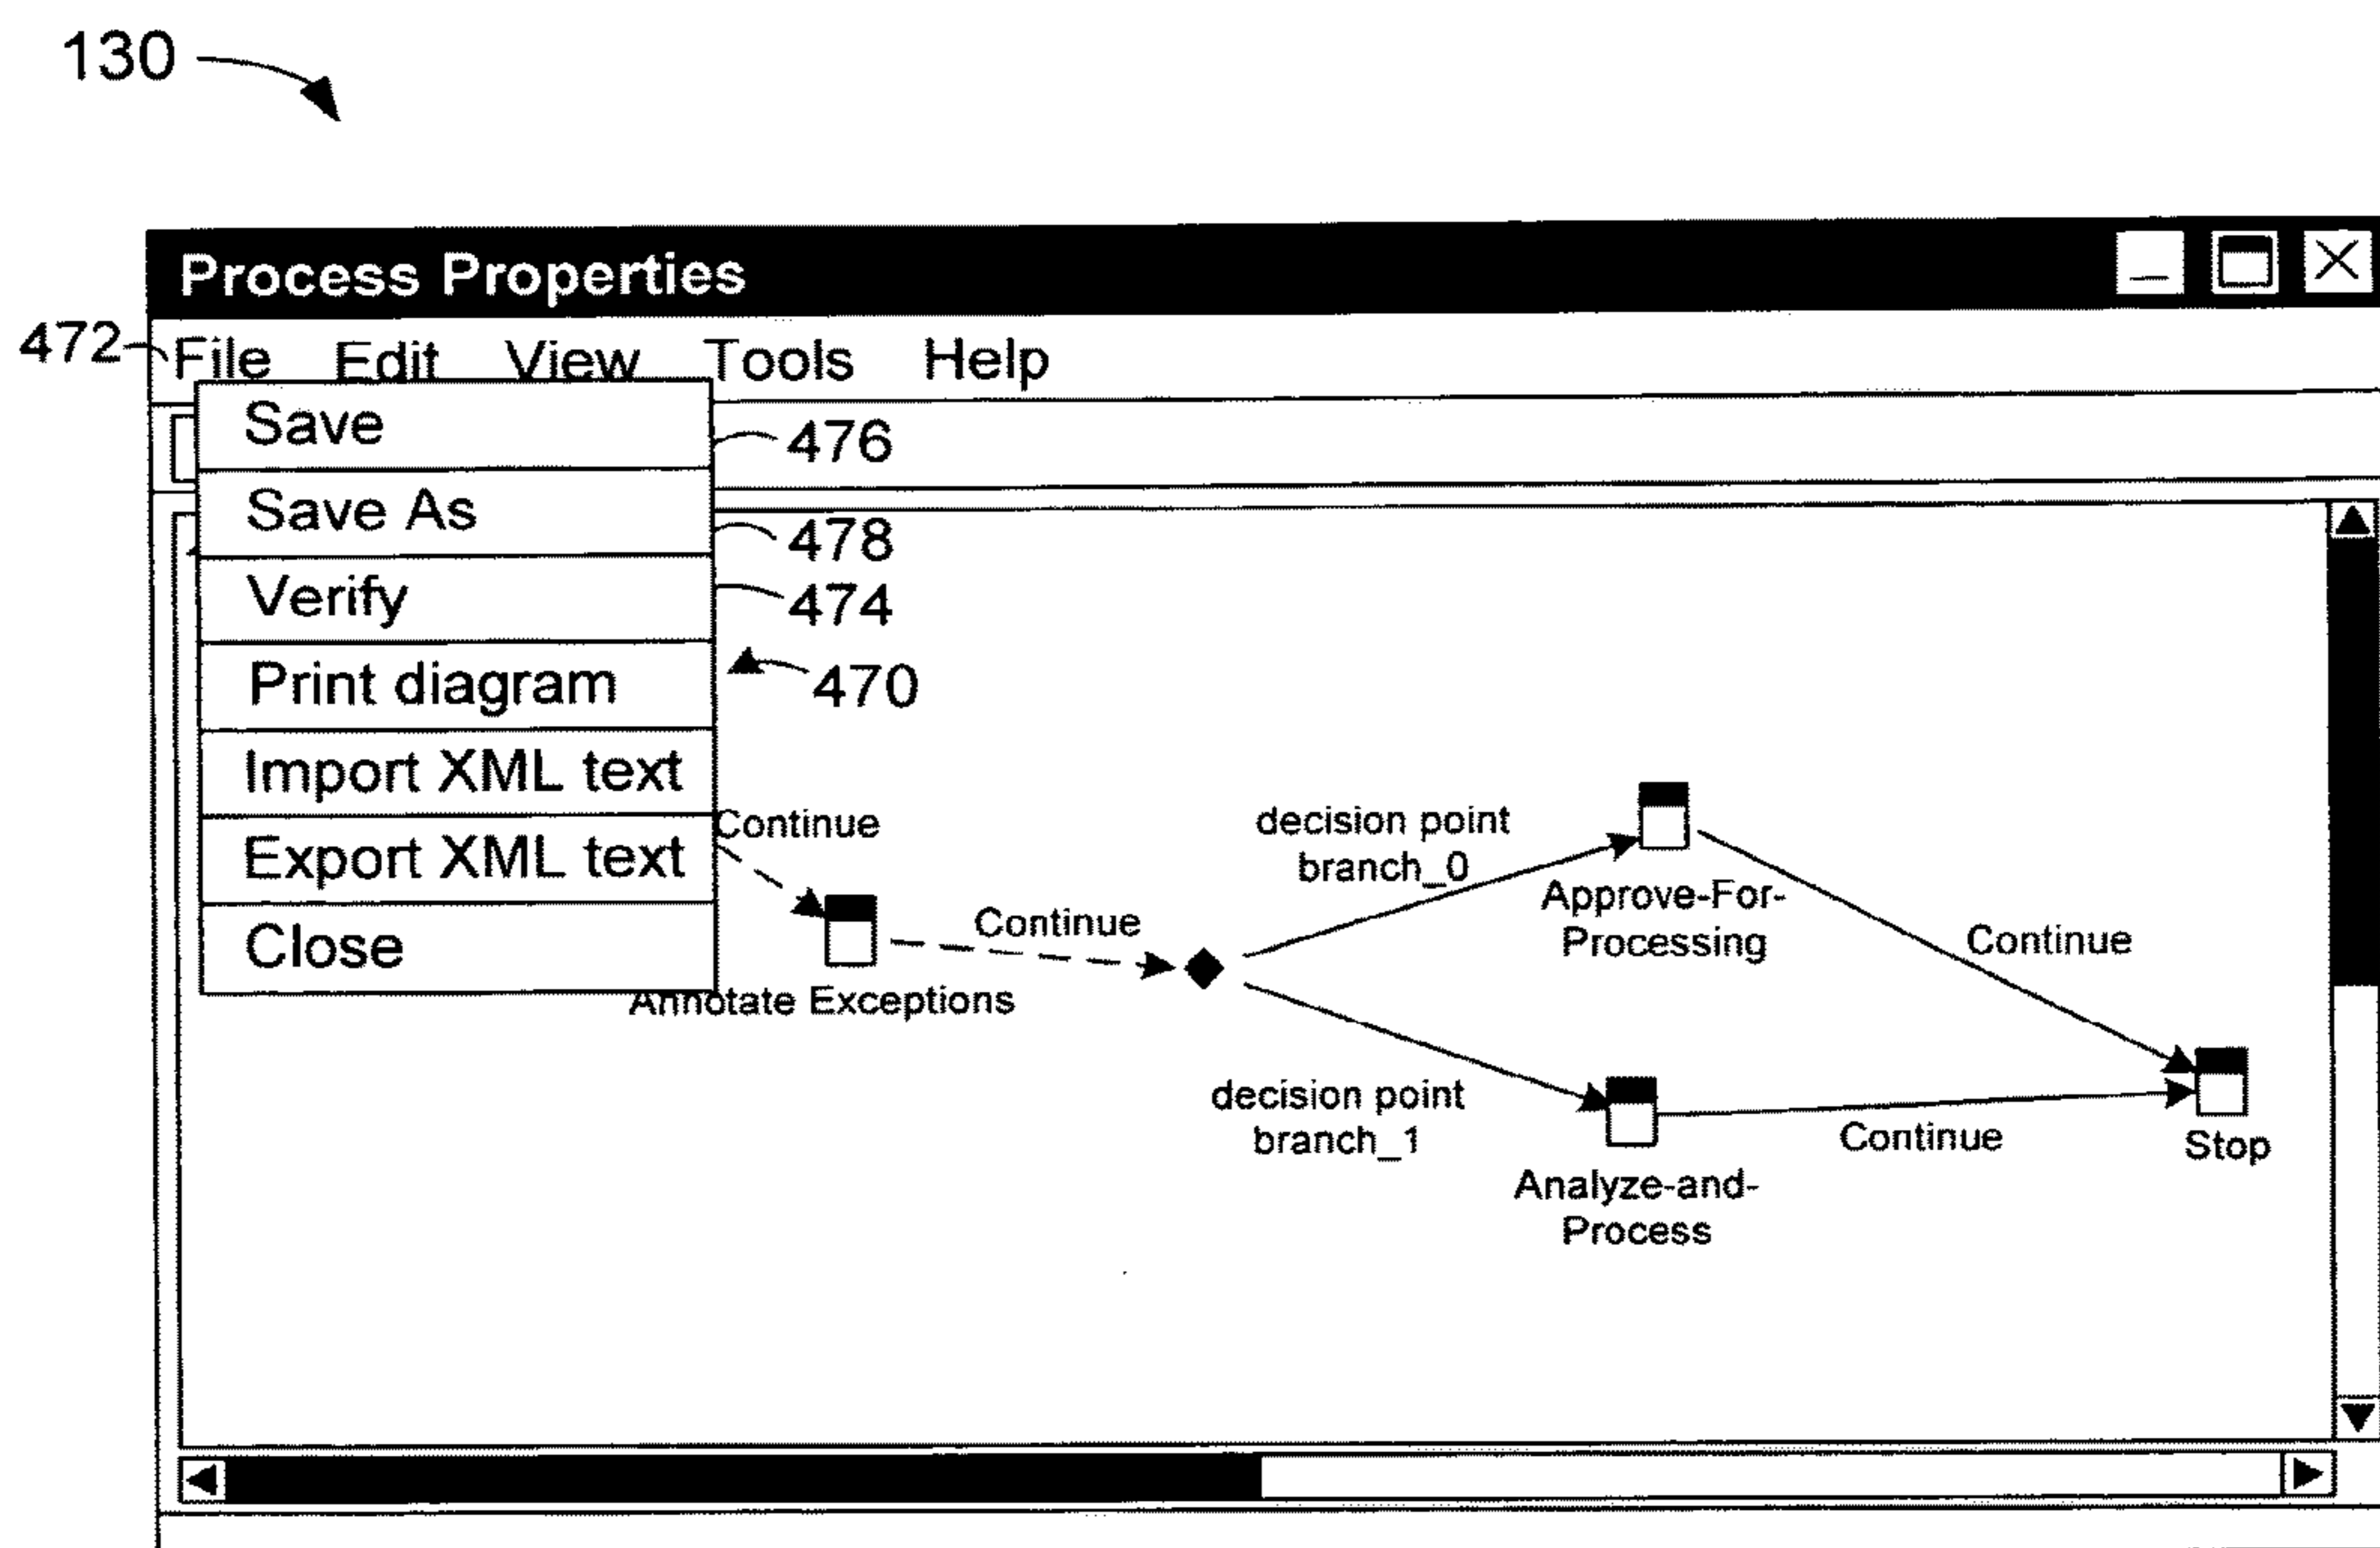 130
Process Properties
472 File Edit View Tools Help
Save
476
Save As
478
Verify
474
Print diagram
470
Import XML text
Export XML text
Close
Continue
Annotate Exceptions
Continue
decision point
branch_0
Approve-For-
Processing
Continue
decision point
branch_1
Analyze-and-
Process
Continue
Stop